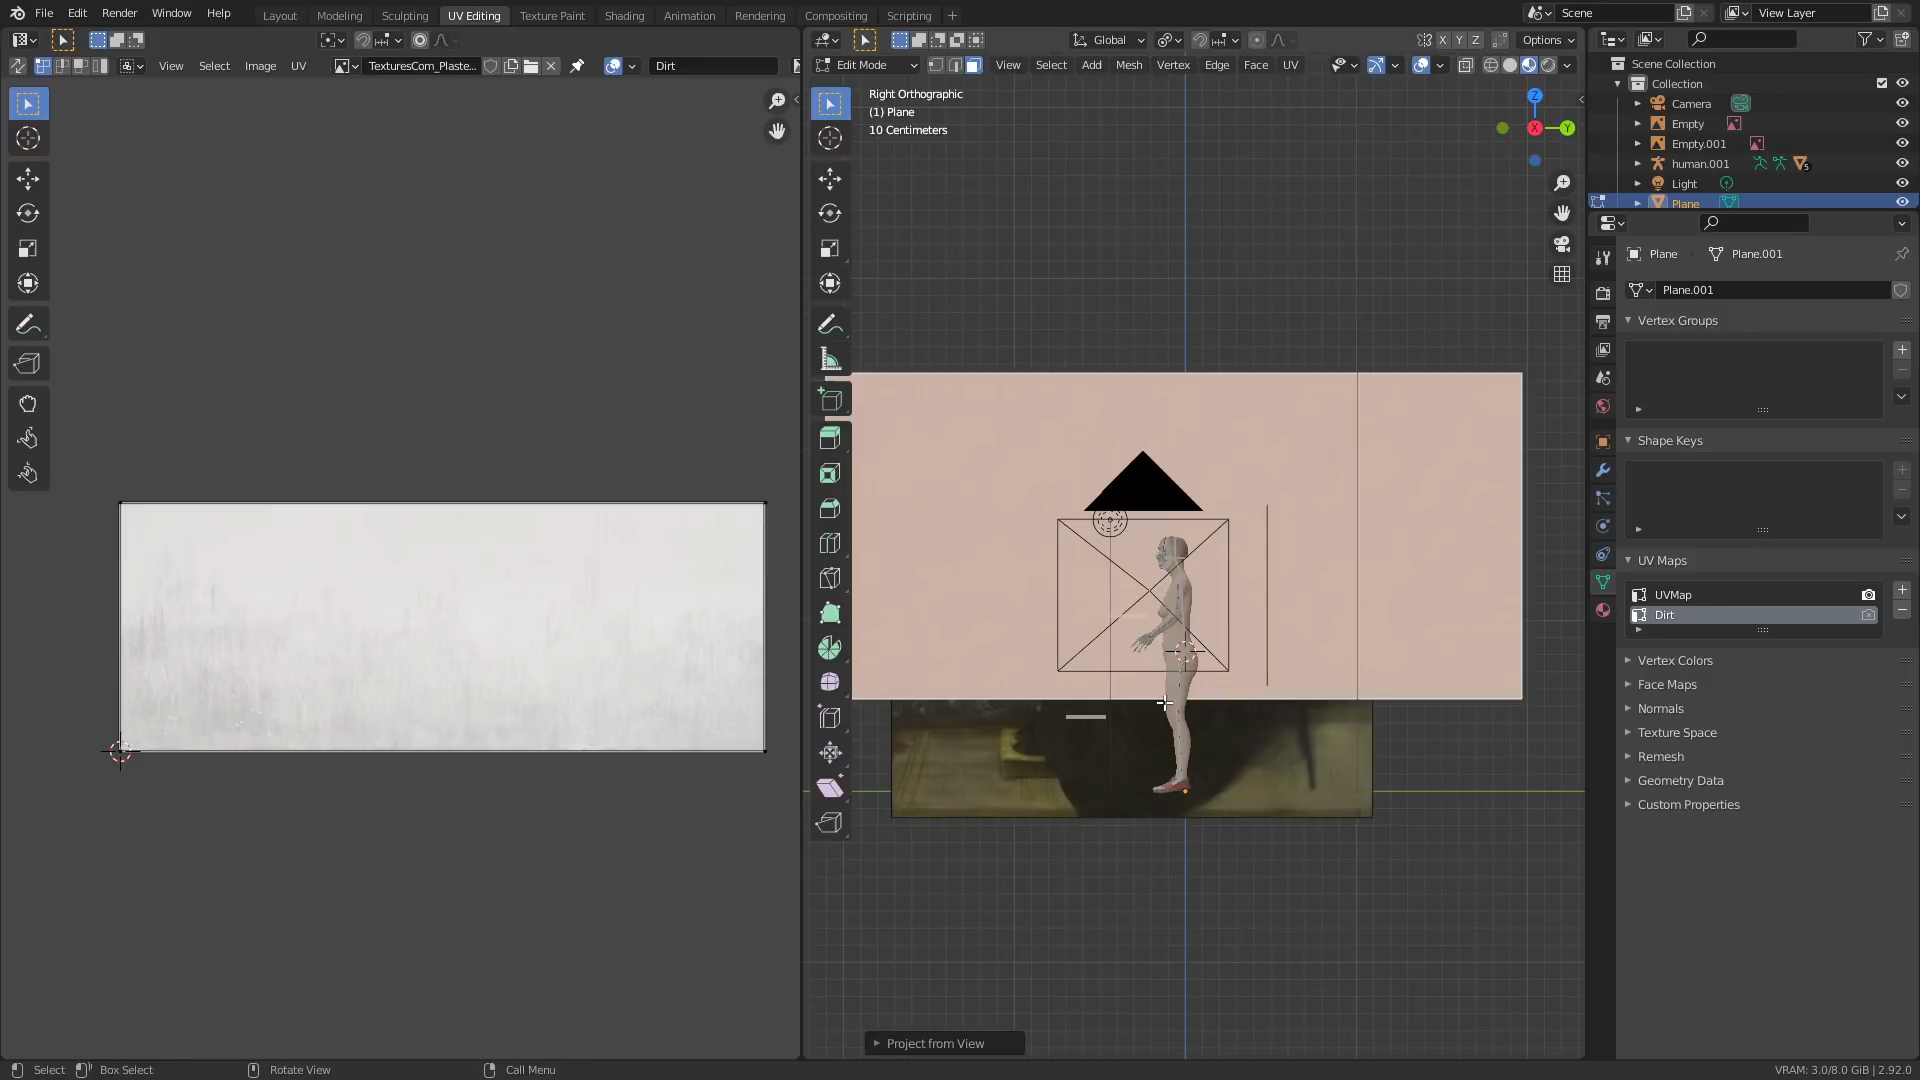 File Edit Render Window Help Layout Modeling Sculpting UV Editing Texture Paint Shading Animation Rendering Compositing Scripting + Scene View Layer
Global X Y Z Options
View Select Image UV TexturesCom_Plaste... Dirt
Edit Mode View Select Add Mesh Vertex Edge Face UV
Right Orthographic
(1) Plane
10 Centimeters
Z
X
Y
Scene Collection
Collection
Camera
Empty
Empty.001
human.001 5
Light
Plane
Plane Plane.001
Plane.001
Vertex Groups
Shape Keys
UV Maps
UVMap
Dirt
Vertex Colors
Face Maps
Normals
Texture Space
Remesh
Geometry Data
Custom Properties
Project from View
Select Box Select Rotate View Call Menu VRAM: 3.0/8.0 GiB | 2.92.0